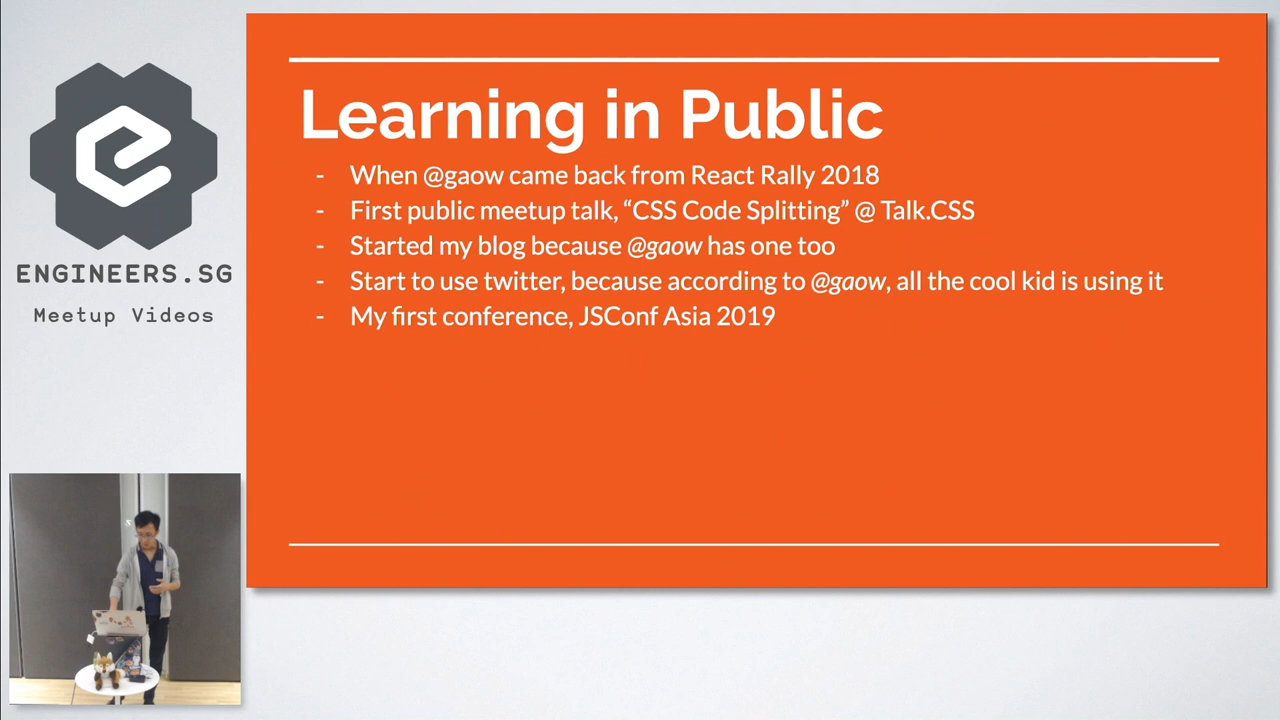 Learning in Public
- When @gaow came back from React Rally 2018
- First public meetup talk, “CSS Code Splitting” @ Talk.CSS
- Started my blog because @gaow has one too
- Start to use twitter, because according to @gaow, all the cool kid is using it
- My first conference, JSConf Asia 2019
ENGINEERS.SG
Meetup Videos